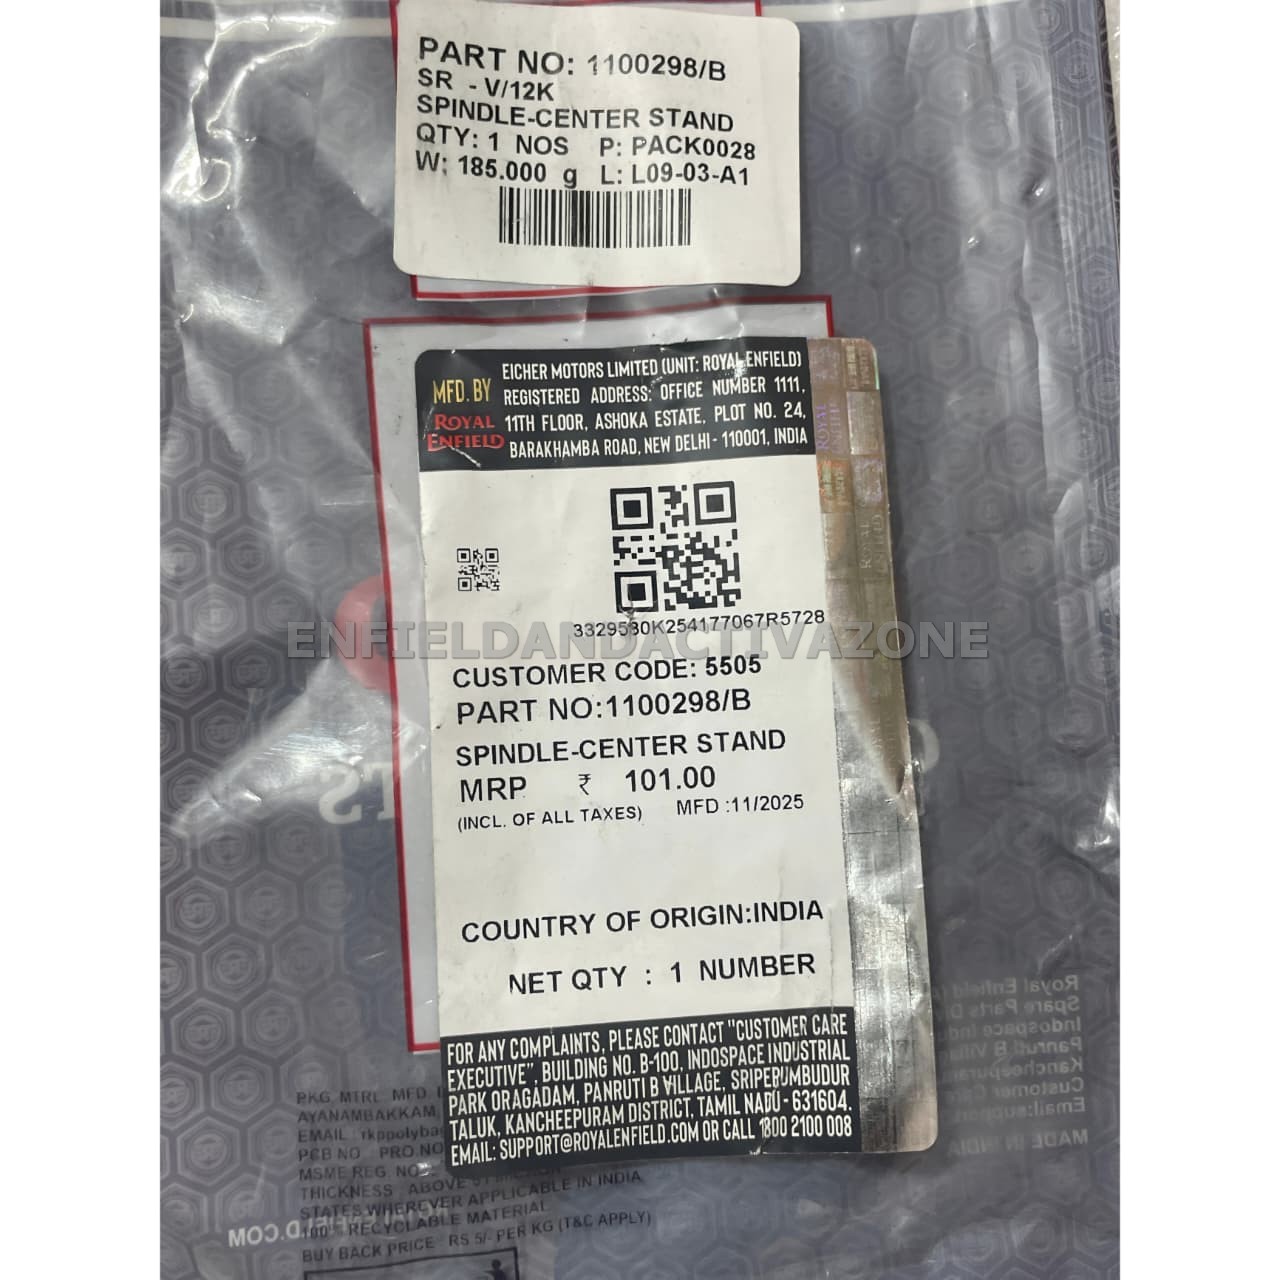 PART NO: 1100298/B
SR - V/12K
SPINDLE-CENTER STAND
QTY: 1 NOS P: PACK0028
W: 185.000 g L: L09-03-A1
MFD. BY
ROYAL
ENFIELD
EICHER MOTORS LIMITED (UNIT: ROYAL ENFIELD)
REGISTERED ADDRESS: OFFICE NUMBER 1111,
11TH FLOOR, ASHOKA ESTATE, PLOT NO. 24,
BARAKHAMBA ROAD, NEW DELHI - 110001, INDIA
3329530K254177067R5728
ENFIELDANDACTIVAZONE
CUSTOMER CODE: 5505
PART NO:1100298/B
SPINDLE-CENTER STAND
MRP ₹ 101.00
(INCL. OF ALL TAXES) MFD :11/2025
COUNTRY OF ORIGIN:INDIA
NET QTY : 1 NUMBER
FOR ANY COMPLAINTS, PLEASE CONTACT "CUSTOMER CARE
EXECUTIVE", BUILDING NO. B-100, INDOSPACE INDUSTRIAL
PARK ORAGADAM, PANRUTI B VILLAGE, SRIPERUMBUDUR
TALUK, KANCHEEPURAM DISTRICT, TAMIL NADU - 631604.
EMAIL: SUPPORT@ROYALENFIELD.COM OR CALL 1800 2100 008
PKG. MTRL. MFD.
AYANAMBAKKAM,
EMAIL : rkppolyba
PCB NO PRO.NO
MSME REG. NO.
THICKNESS ABOVE
STATES WHEREVER APPLICABLE IN INDIA
100% RECYCLABLE MATERIAL
BUY BACK PRICE RS 5/- PER KG (T&C APPLY)
Royal Enfield
Spare Parts D
Indospace Ind
Panruti B Villa
Kancheepuram
Customer Care
Email:support
MADE IN INDIA